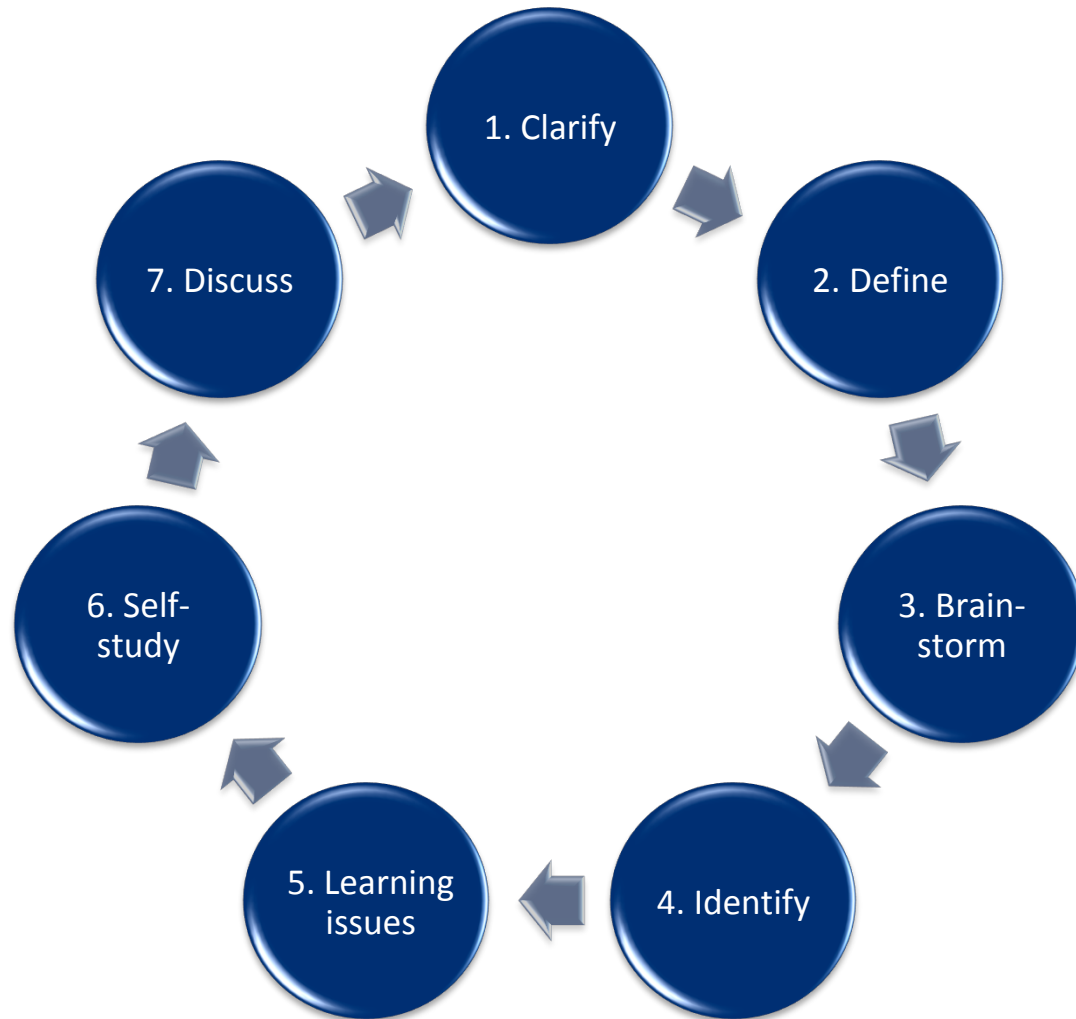 1. Clarify
2. Define
3. Brain-
storm
4. Identify
5. Learning
issues
6. Self-
study
7. Discuss